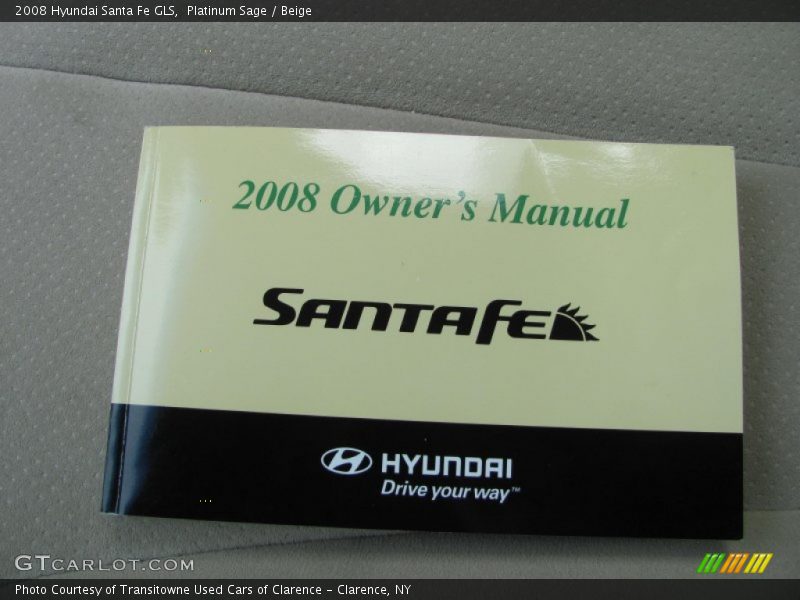 2008 Hyundai Santa Fe GLS,  Platinum Sage / Beige
2008 Owner's Manual
SANTAFE
HYUNDAI
Drive your way™
GTCARLOT.COM
Photo Courtesy of Transitowne Used Cars of Clarence – Clarence, NY